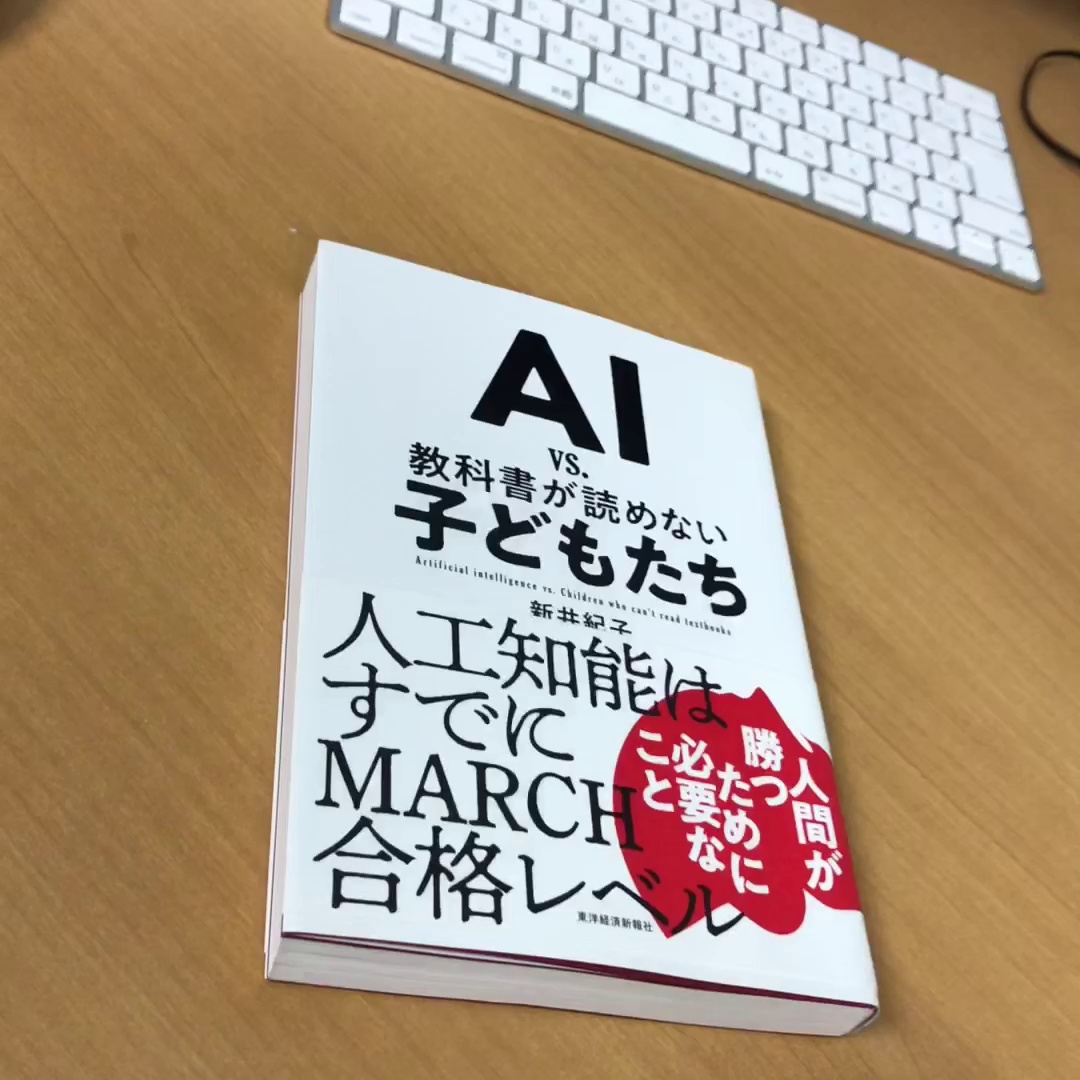 AI
vs.
教科書が読めない
子どもたち
Artificial intelligence vs. Children who can't read textbooks
新井紀子
人工知能は
すでに
MARCH
合格レベル
人間が
勝つ
ために
必要な
こと
東洋経済新報社